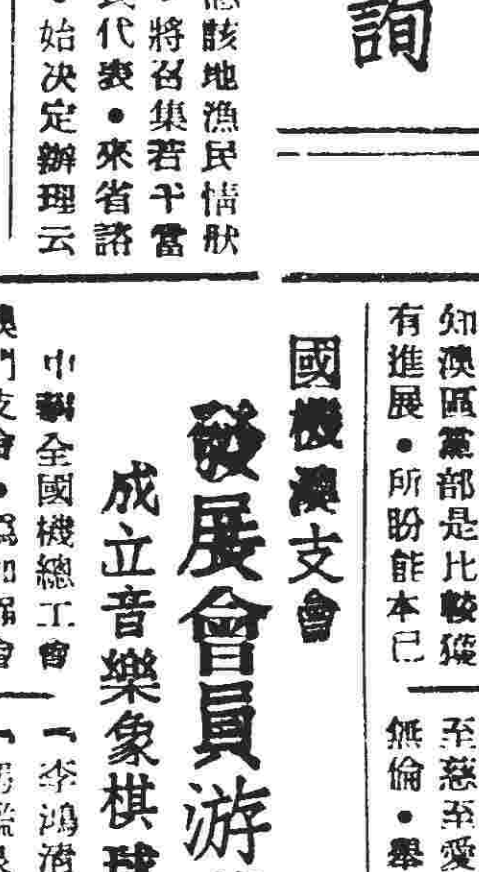 詢
該地漁民情狀
將召集若干當
代表•來省諮
始決定辦理云
知澳區黨部是比較獲
有進展•所盼能本已
國機澳支會
發展會員游
成立音樂象棋球
中國全國機總工會
至慈至愛
無倫•舉
李鴻